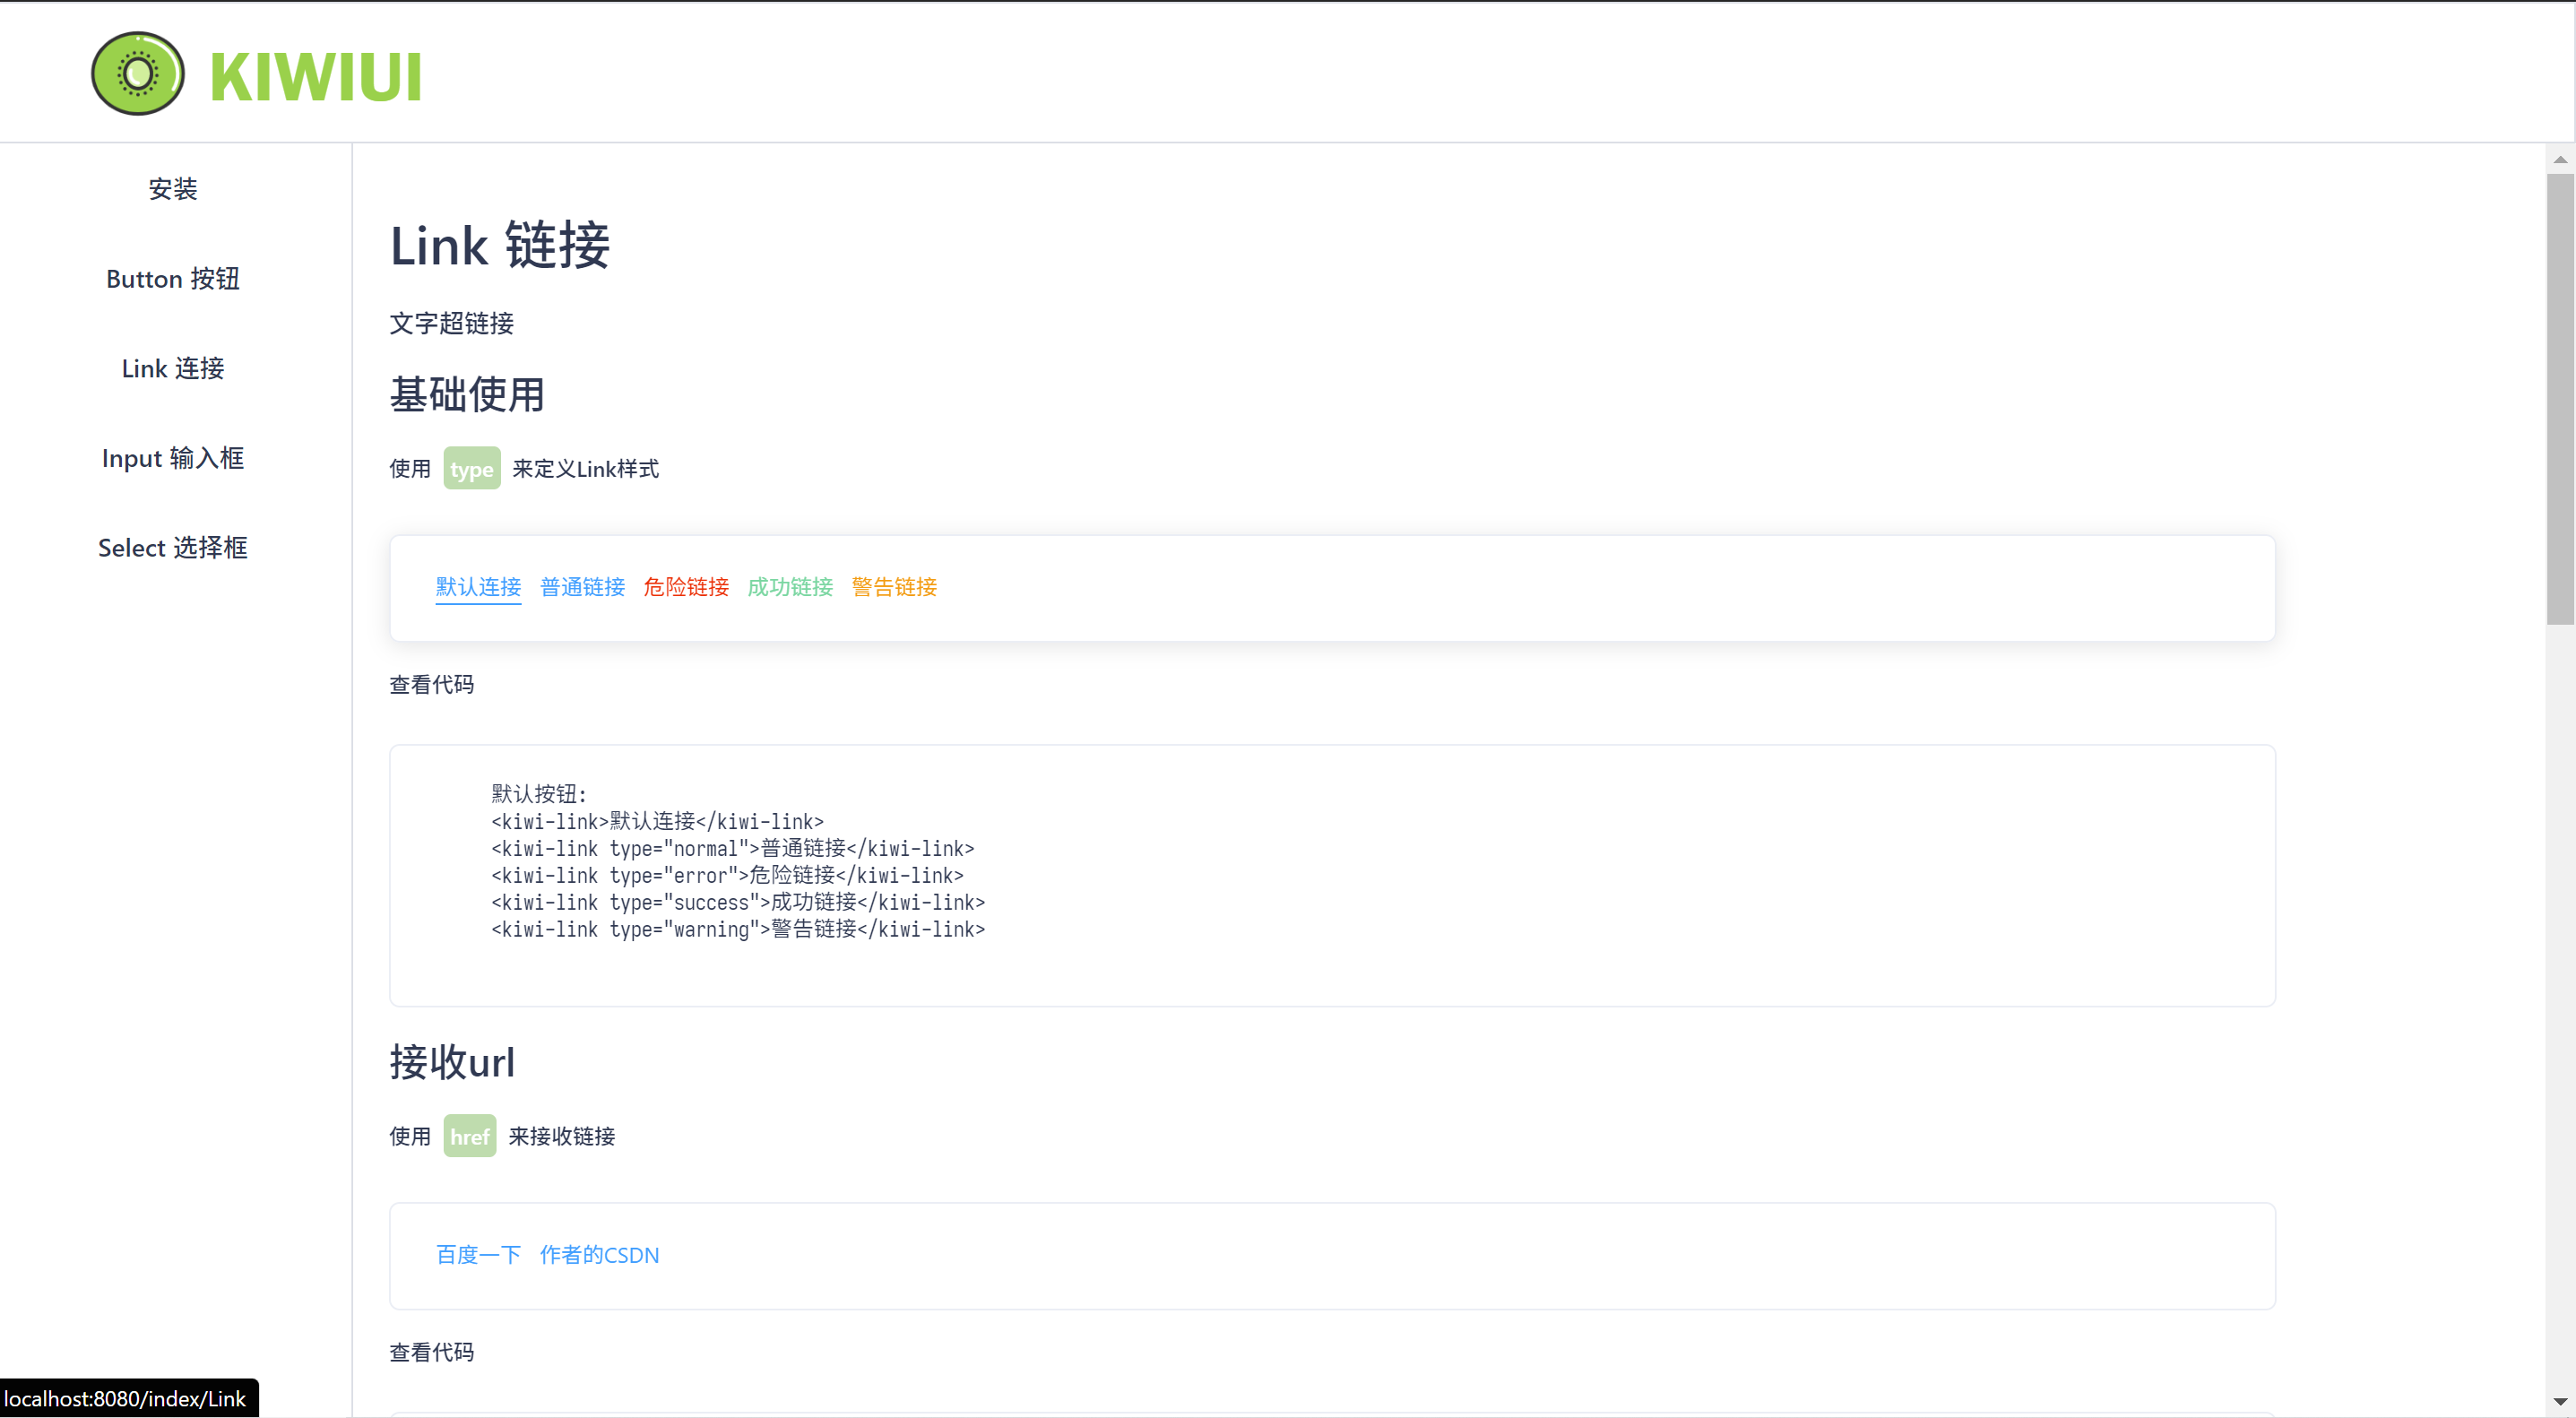 KIWIUI
安装
Button 按钮
Link 连接
Input 输入框
Select 选择框
Link 链接
文字超链接
基础使用
使用 type 来定义Link样式
默认连接 普通链接 危险链接 成功链接 警告链接
查看代码
默认按钮:
<kiwi-link>默认连接</kiwi-link>
<kiwi-link type="normal">普通链接</kiwi-link>
<kiwi-link type="error">危险链接</kiwi-link>
<kiwi-link type="success">成功链接</kiwi-link>
<kiwi-link type="warning">警告链接</kiwi-link>
接收url
使用 href 来接收链接
百度一下 作者的CSDN
查看代码
localhost:8080/index/Link